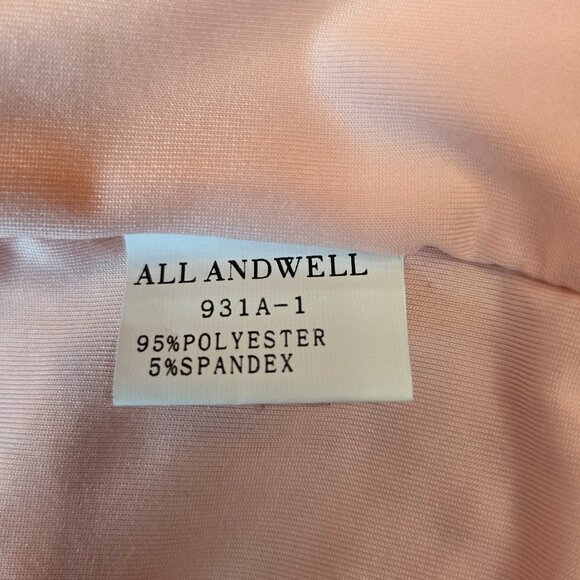 ALL ANDWELL
931A-1
95%POLYESTER
5%SPANDEX